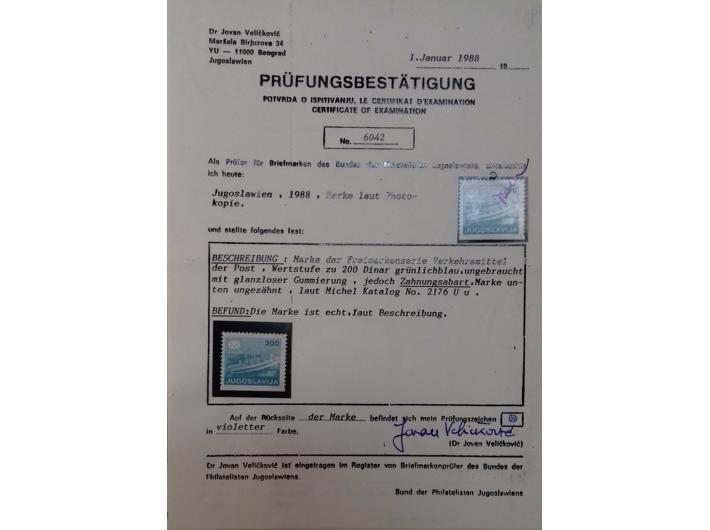 Dr Jovan Veličković
Maršala Birjuzova 34
YU — 11000 Beograd
Jugoslawien
1.Januar 1988
19
PRÜFUNGSBESTÄTIGUNG
POTVRDA O ISPITIVANJU, LE CERTIFIKAT D'EXAMINATION
CERTIFICATE OF EXAMINATION
No. 6042
Als Prüfer für Briefmarken des Bundes der Philatelisten Jugoslawiens,
ich heute:
Jugoslawien , 1988 , Marke laut Photo-
kopie.
JUGOSLAVIJA
und stellte folgendes fest:
BESCHREIBUNG : Marke der Freimarkenserie Verkehrsmittel
der Post , Wertstufe zu 200 Dinar grünlichblau,ungebraucht
mit glanzloser Gummierung , jedoch Zahnungsabart,Marke un-
ten ungezähnt , laut Michel Katalog No. 2176 U u .
BEFUND:Die Marke ist echt,laut Beschreibung.
200
JUGOSLAVIJA
Auf der Rückseite der Marke befindet sich mein Prüfungszeichen
in violetter Farbe.
Jovan Veličković
(Dr Jovan Veličković)
Dr Jovan Veličković ist eingetragen im Register von Briefmarkenprüfer des Bundes der
Philatelisten Jugoslawiens.
Bund der Philatelisten Jugoslawiens